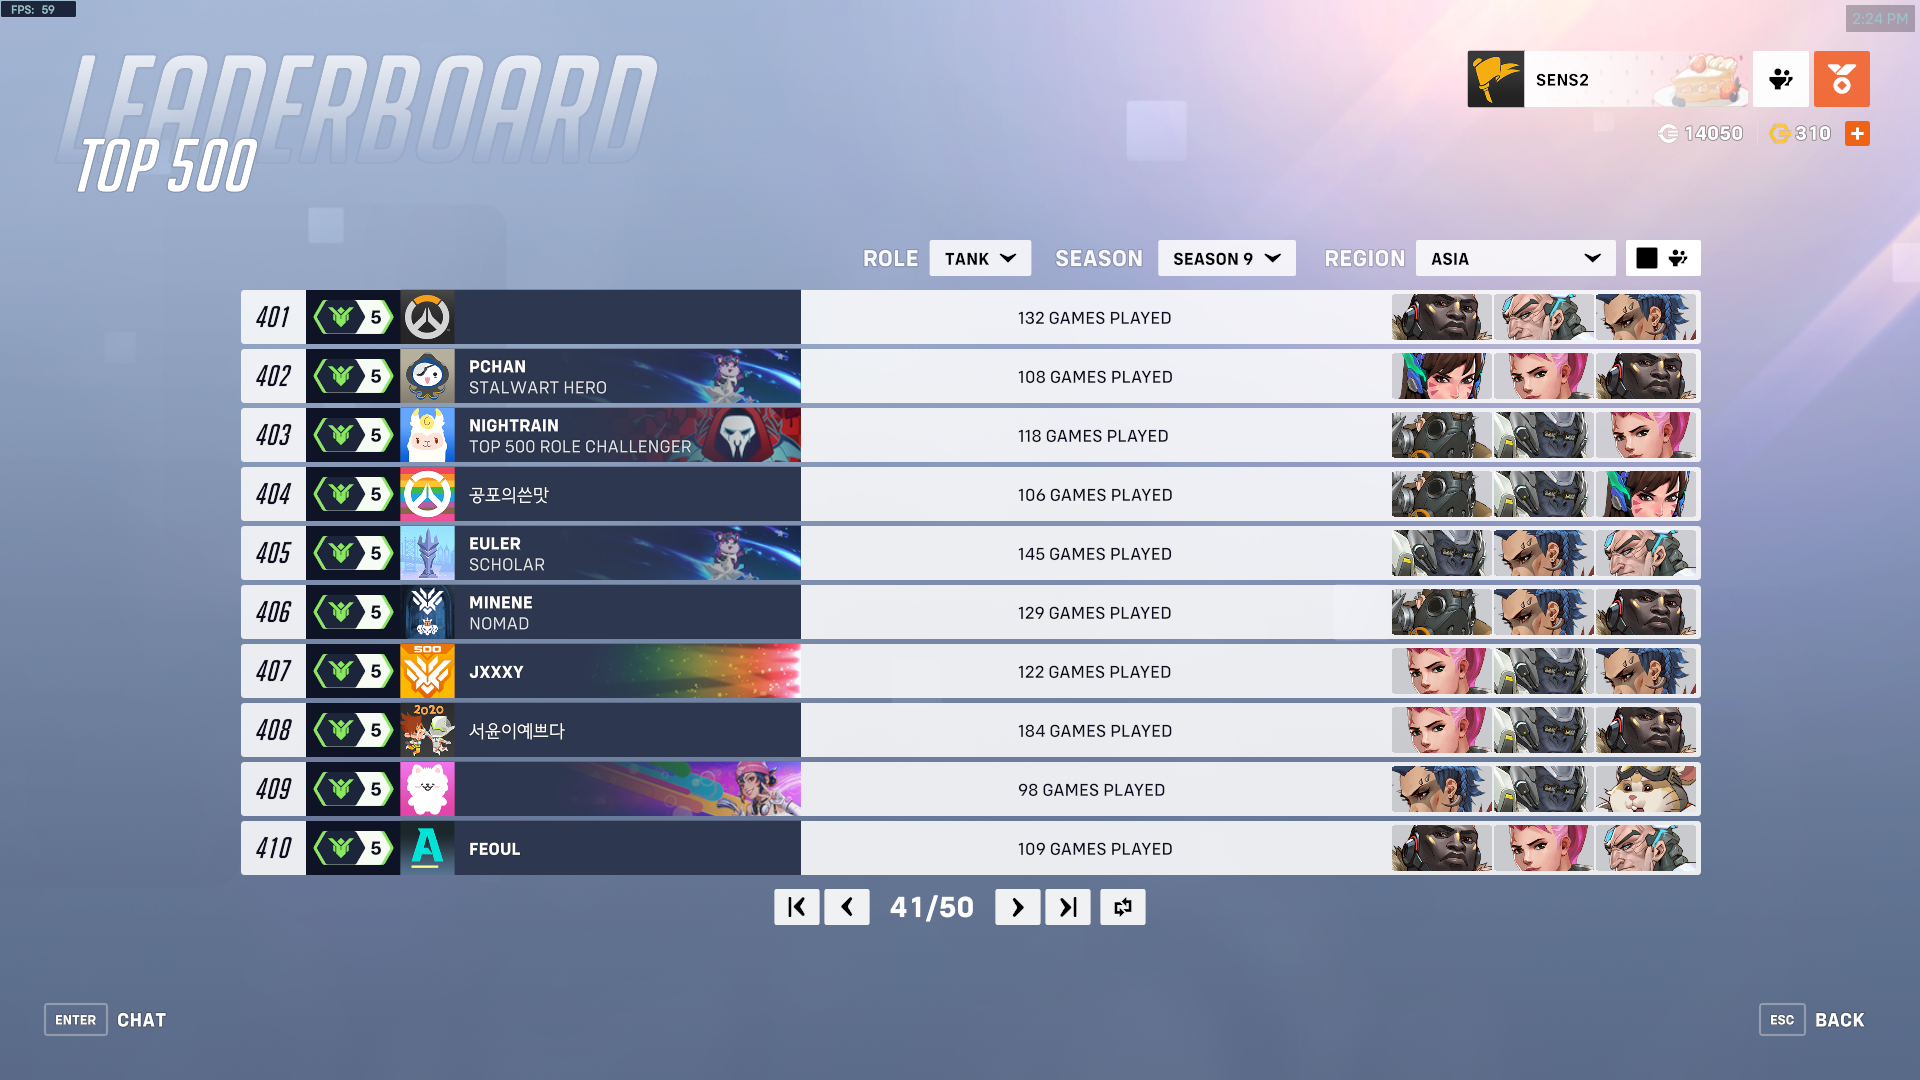 FPS: 59
2:24 PM
LEADERBOARD
TOP 500
SENS2
14050
310
ROLE
TANK
SEASON
SEASON 9
REGION
ASIA
401 5 132 GAMES PLAYED
402 5 PCHAN 108 GAMES PLAYED
STALWART HERO
403 5 NIGHTRAIN 118 GAMES PLAYED
TOP 500 ROLE CHALLENGER
404 5 공포의쓴맛 106 GAMES PLAYED
405 5 EULER 145 GAMES PLAYED
SCHOLAR
406 5 MINENE 129 GAMES PLAYED
NOMAD
407 5 500 JXXXY 122 GAMES PLAYED
408 5 2020 서윤이예쁘다 184 GAMES PLAYED
409 5 98 GAMES PLAYED
410 5 A FEOUL 109 GAMES PLAYED
41/50
ENTER CHAT
ESC BACK